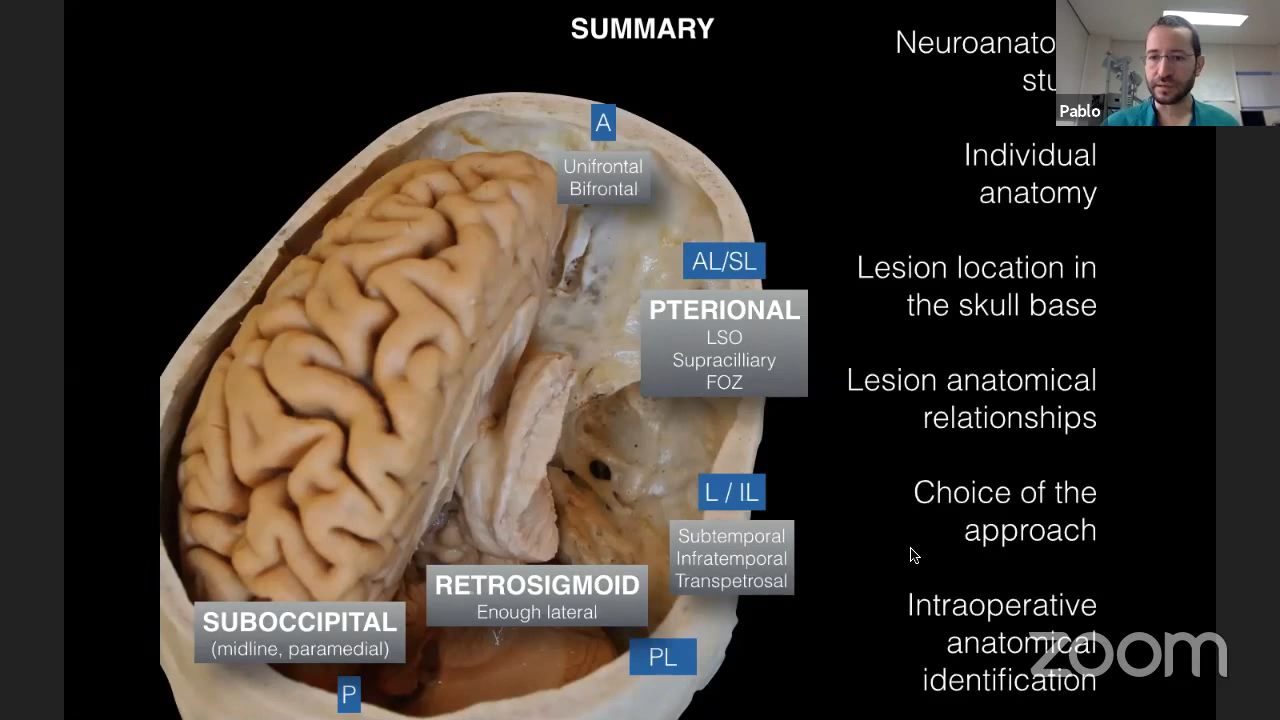 SUMMARY
A
Unifrontal
Bifrontal
AL/SL
PTERIONAL
LSO
Supracilliary
FOZ
L / IL
Subtemporal
Infratemporal
Transpetrosal
RETROSIGMOID
Enough lateral
PL
SUBOCCIPITAL
(midline, paramedial)
P
Individual
anatomy
Lesion location in
the skull base
Lesion anatomical
relationships
Choice of the
approach
Intraoperative
anatomical
identification
Pablo
zoom